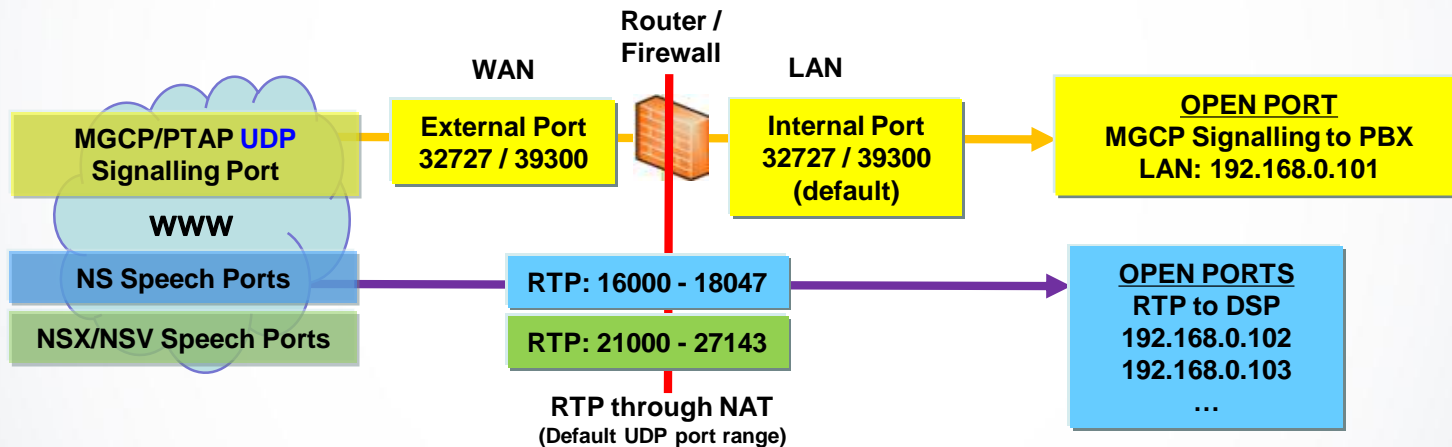 Router /
Firewall
WAN
LAN
MGCP/PTAP UDP
Signalling Port
External Port
32727 / 39300
Internal Port
32727 / 39300
(default)
OPEN PORT
MGCP Signalling to PBX
LAN: 192.168.0.101
WWW
NS Speech Ports
RTP: 16000 - 18047
NSX/NSV Speech Ports
RTP: 21000 - 27143
OPEN PORTS
RTP to DSP
192.168.0.102
192.168.0.103
…
RTP through NAT
(Default UDP port range)